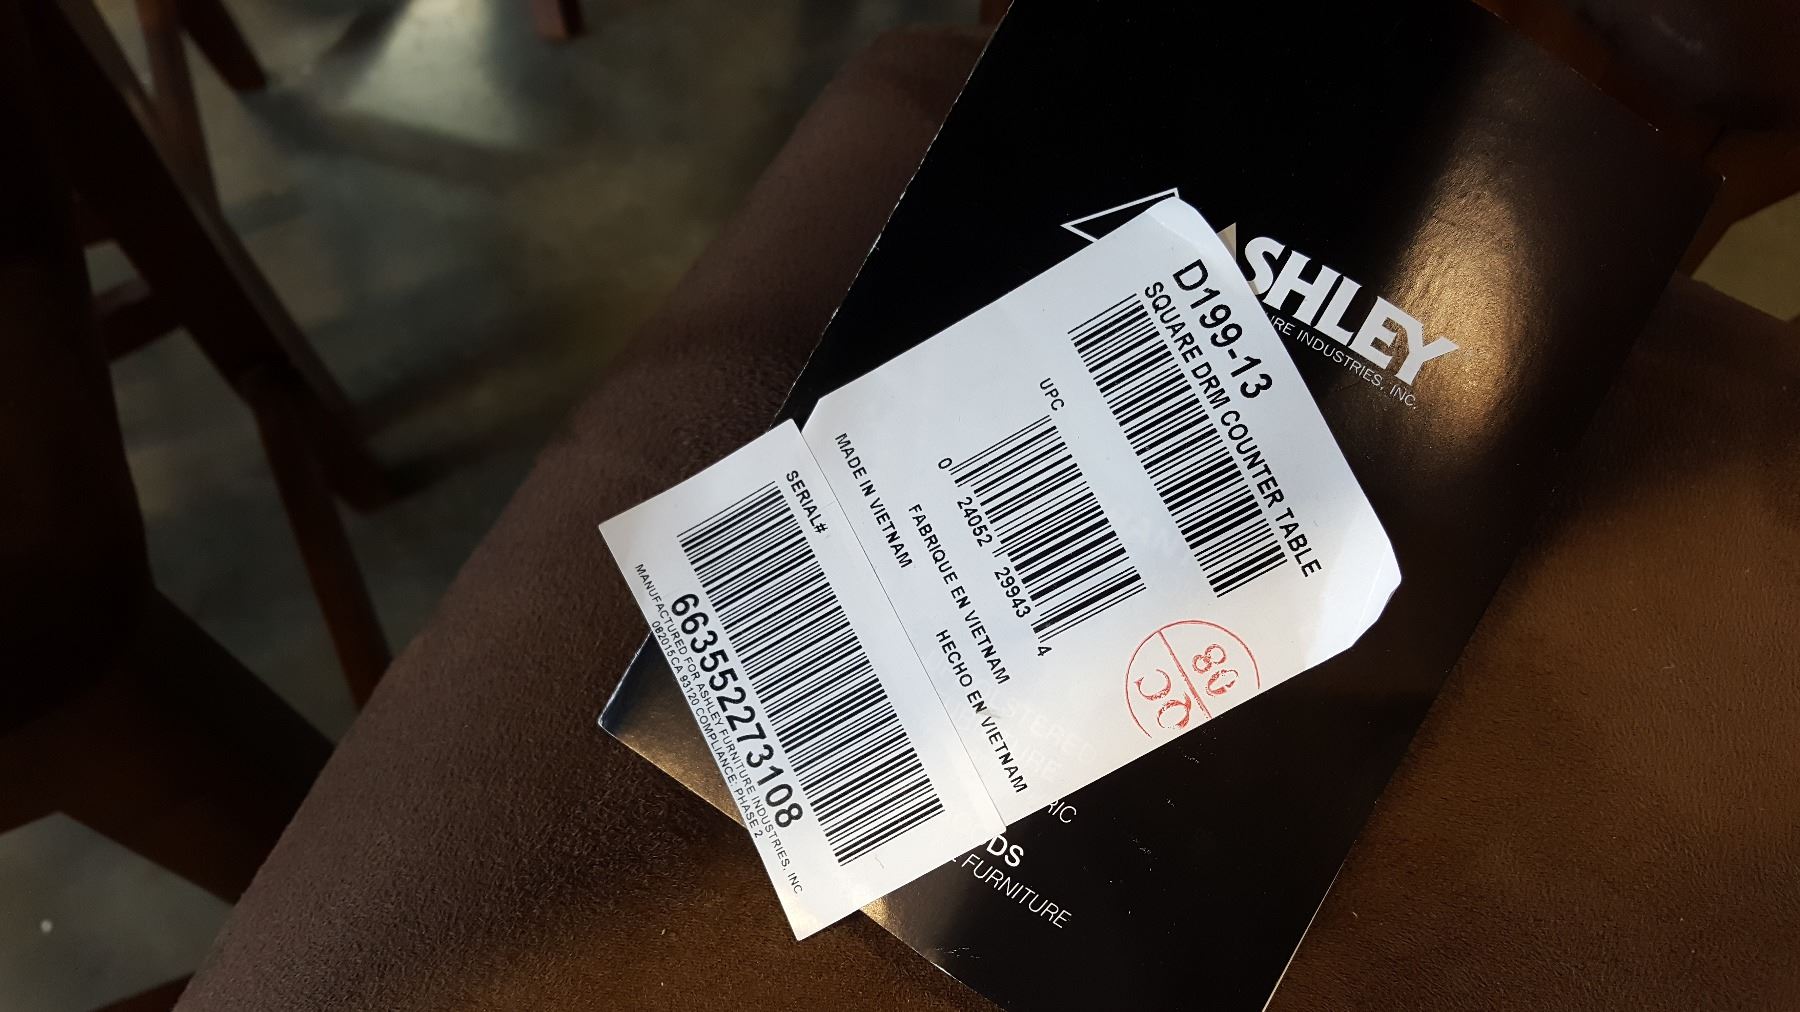 SHLEY
RE INDUSTRIES, INC.
D199-13
SQUARE DRM COUNTER TABLE
UPC
0 24052 29943 4
QC
08
MADE IN VIETNAM
FABRIQUE EN VIETNAM
HECHO EN VIETNAM
SERIAL#
663552273108
MANUFACTURED FOR ASHLEY FURNITURE INDUSTRIES, INC
082015 CA 93120 COMPLIANCE: PHASE 2
RIC
DS
FURNITURE